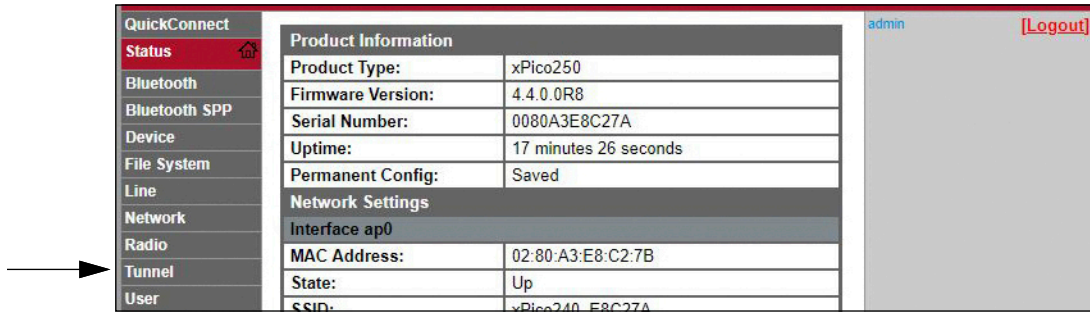 QuickConnect
Status
Bluetooth
Bluetooth SPP
Device
File System
Line
Network
Radio
Tunnel
User
Product Information
Product Type: xPico250
Firmware Version: 4.4.0.0R8
Serial Number: 0080A3E8C27A
Uptime: 17 minutes 26 seconds
Permanent Config: Saved
Network Settings
Interface ap0
MAC Address: 02:80:A3:E8:C2:7B
State: Up
SSID: xPico240_E8C27A
admin [Logout]